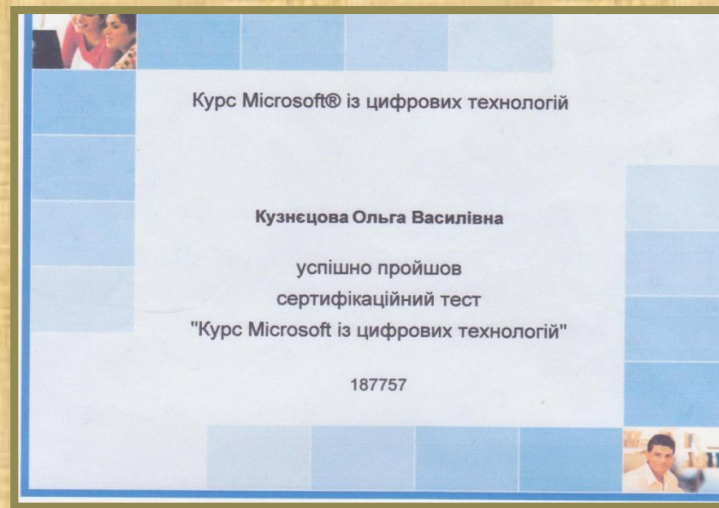 Курс Microsoft® із цифрових технологій
Кузнєцова Ольга Василівна
успішно пройшов
сертифікаційний тест
"Курс Microsoft із цифрових технологій"
187757